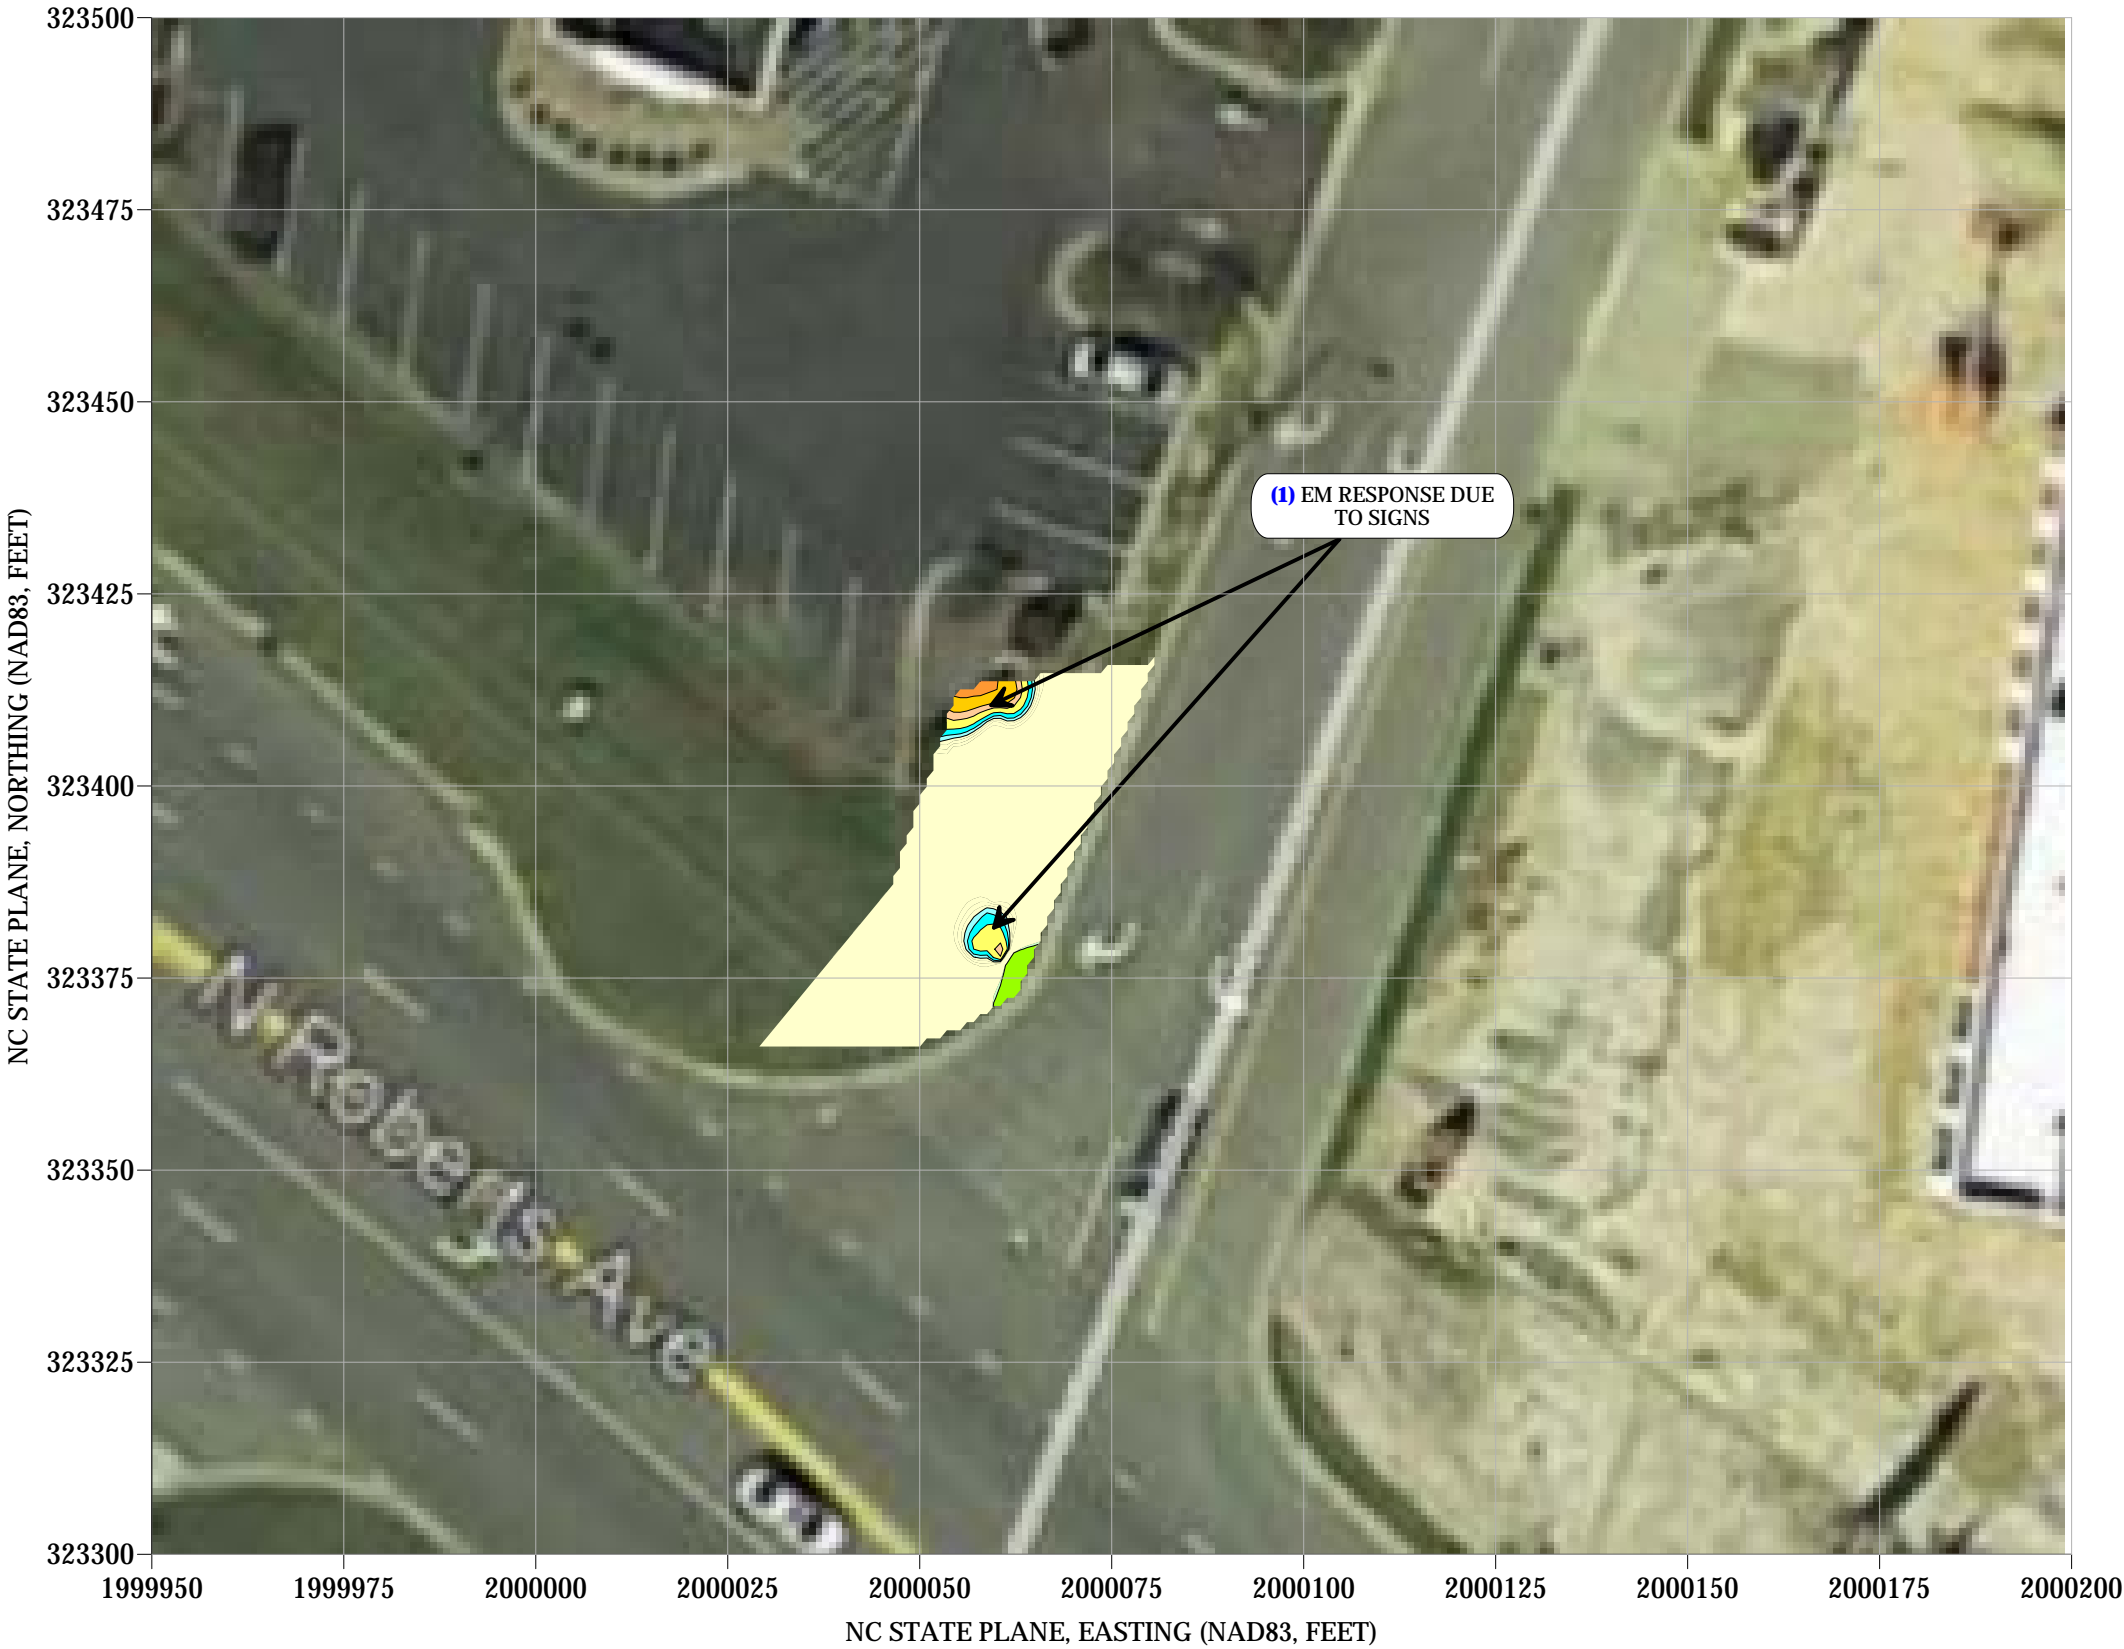 323500
323475
323450
323425
323400
323375
323350
323325
323300
NC STATE PLANE, NORTHING (NAD83, FEET)
(1) EM RESPONSE DUE
TO SIGNS
N Roberts Ave
1999950 1999975 2000000 2000025 2000050 2000075 2000100 2000125 2000150 2000175 2000200
NC STATE PLANE, EASTING (NAD83, FEET)